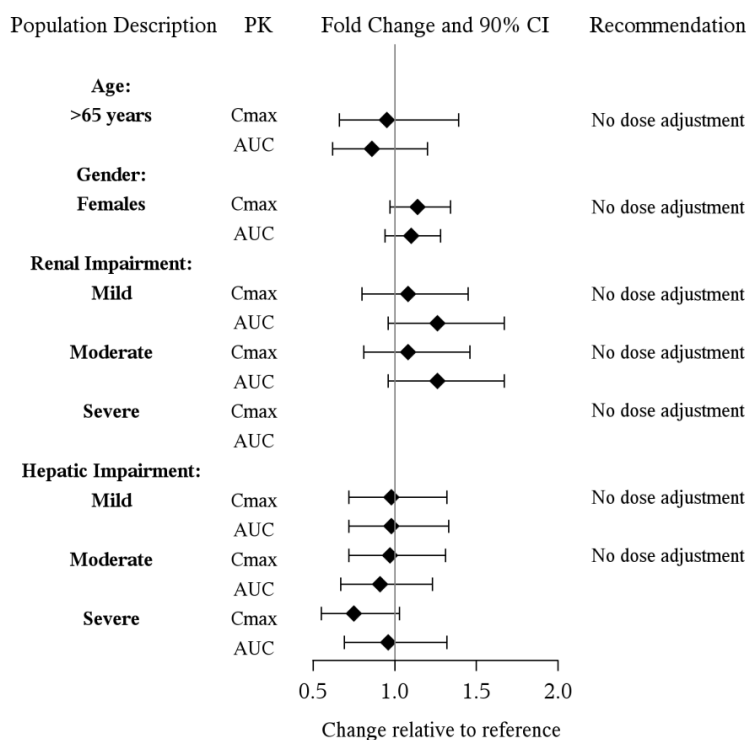 Population Description PK Fold Change and 90% CI Recommendation
Age:
>65 years Cmax No dose adjustment
AUC
Gender:
Females Cmax No dose adjustment
AUC
Renal Impairment:
Mild Cmax No dose adjustment
AUC
Moderate Cmax No dose adjustment
AUC
Severe Cmax No dose adjustment
AUC
Hepatic Impairment:
Mild Cmax No dose adjustment
AUC
Moderate Cmax No dose adjustment
AUC
Severe Cmax
AUC
0.5 1.0 1.5 2.0
Change relative to reference